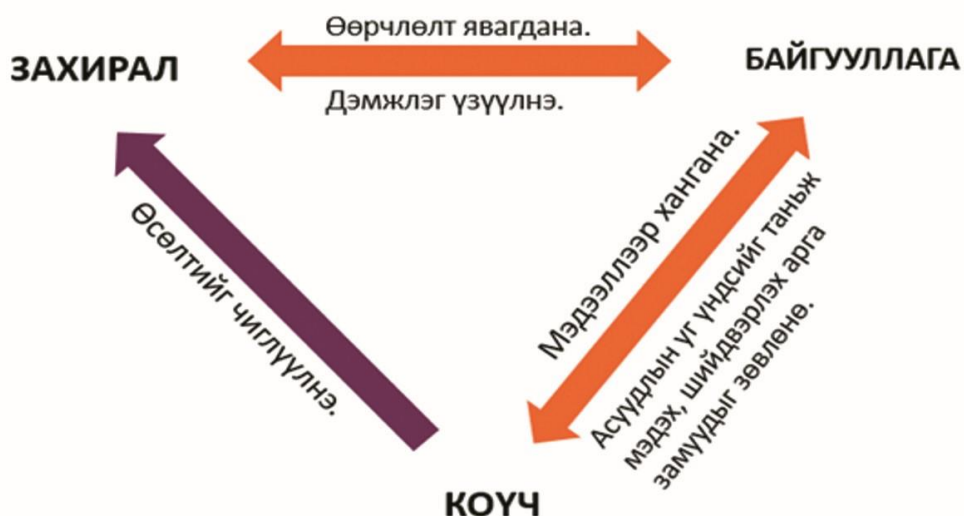 Өөрчлөлт явагдана.
ЗАХИРАЛ
БАЙГУУЛЛАГА
Дэмжлэг үзүүлнэ.
Өсөлтийг чиглүүлнэ.
Мэдээллээр хангана.
Асуудлын уг үндсийг таньж
мэдэх, шийдвэрлэх арга
замуудыг зөвлөнө.
КОҮЧ